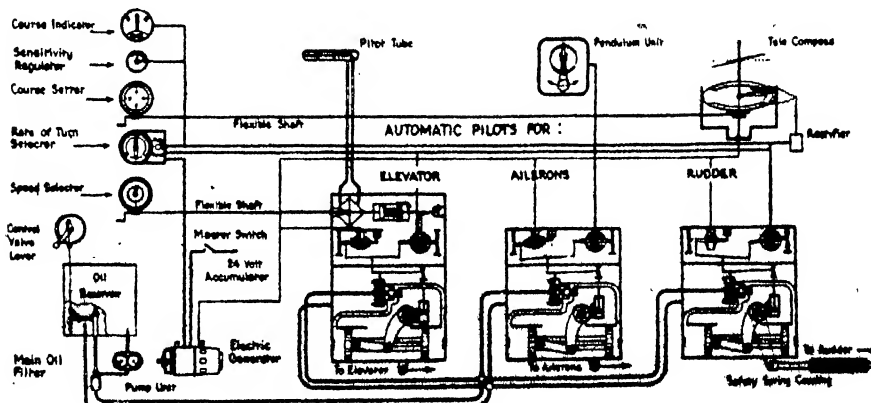 Course Indicator
Sensitivity
Regulator
Course Setter
Rate of Turn
Selector
Speed Selector
Control
Valve
Lever
Oil
Reservoir
Main Oil
Filter
Pump Unit
Electric
Generator
Master Switch
24 Volt
Accumulator
Flexible Shaft
Flexible Shaft
Pitot Tube
Pendulum Unit
Tele Compass
Rectifier
AUTOMATIC PILOTS FOR :
ELEVATOR
AILERONS
RUDDER
To Elevator
To Ailerons
To Rudder
Safety Spring Coupling